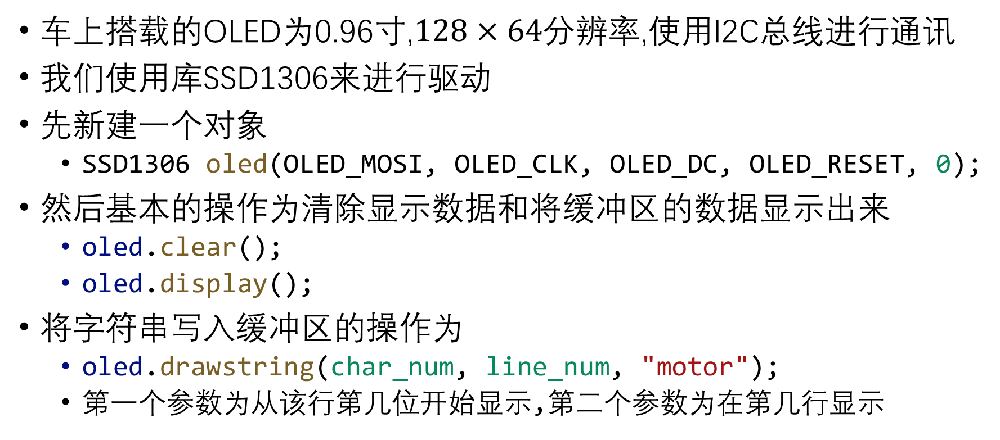 • 车上搭载的OLED为0.96寸,128 × 64分辨率,使用I2C总线进行通讯
• 我们使用库SSD1306来进行驱动
• 先新建一个对象
• SSD1306 oled(OLED_MOSI, OLED_CLK, OLED_DC, OLED_RESET, 0);
• 然后基本的操作为清除显示数据和将缓冲区的数据显示出来
• oled.clear();
• oled.display();
• 将字符串写入缓冲区的操作为
• oled.drawstring(char_num, line_num, "motor");
• 第一个参数为从该行第几位开始显示,第二个参数为在第几行显示